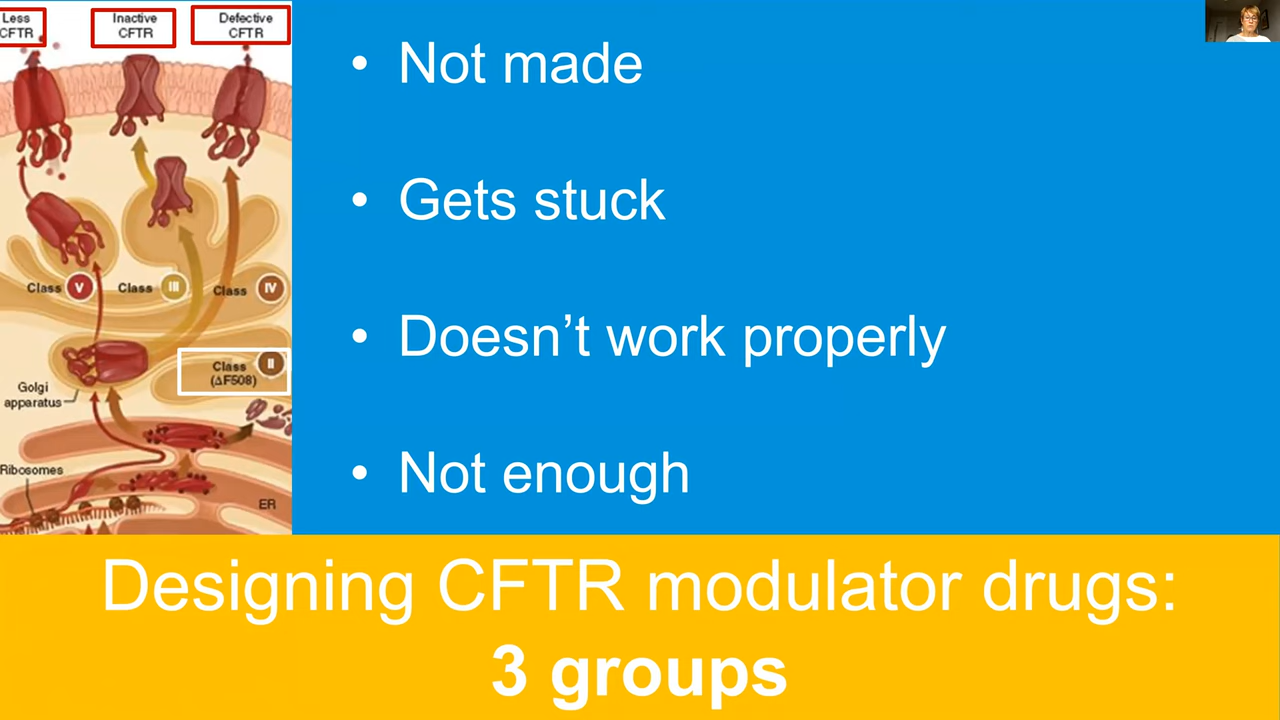 Less
CFTR
Inactive
CFTR
Defective
CFTR
Class V
Class III
Class IV
Class II
(ΔF508)
Golgi
apparatus
Ribosomes
ER
• Not made
• Gets stuck
• Doesn’t work properly
• Not enough
Designing CFTR modulator drugs:
3 groups